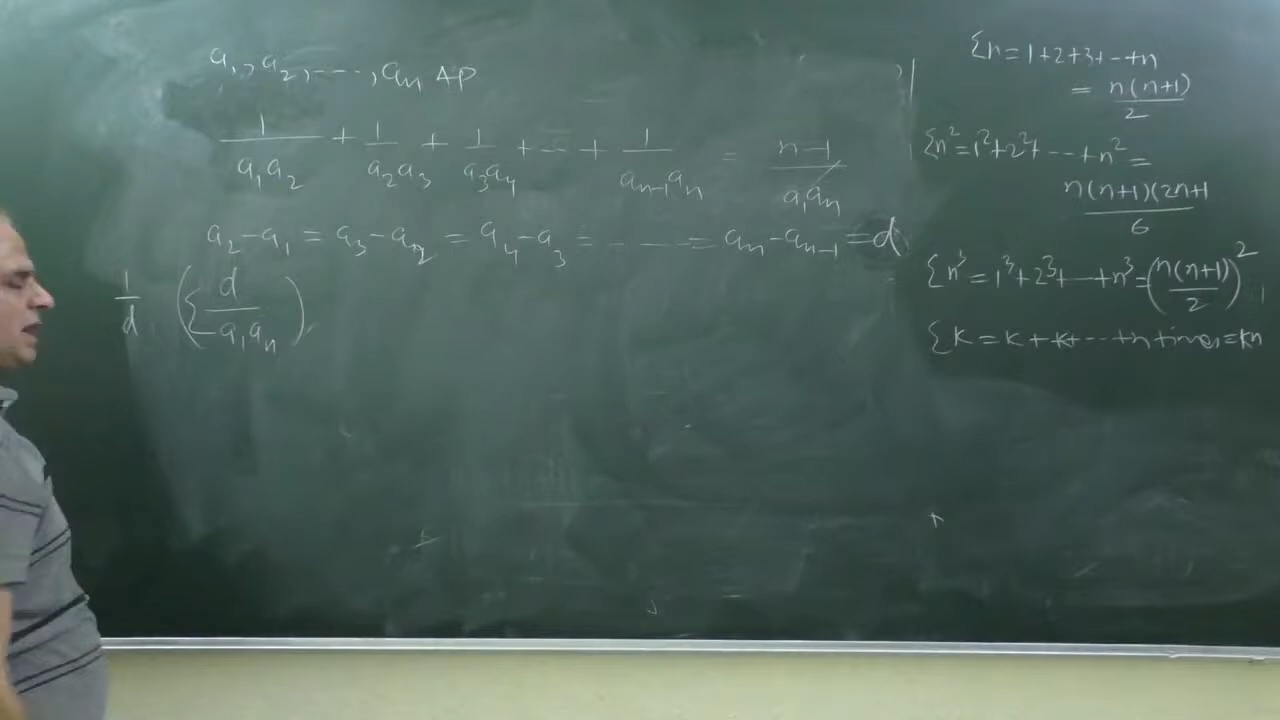 a₁, a₂, ----, aₙ AP
1/(a₁a₂) + 1/(a₂a₃) + 1/(a₃a₄) + --- + 1/(aₙ₋₁aₙ) = (n-1)/(a₁aₙ)
a₂-a₁ = a₃-a₂ = a₄-a₃ = ------ = aₙ-aₙ₋₁ = d
1/d (Σ d/(a₁aₙ))
Σn = 1+2+3+--+n
= n(n+1)/2
Σn² = 1²+2²+---+n² =
n(n+1)(2n+1/6
Σn³ = 1³+2³+---+n³ = (n(n+1)/2)²
Σk = k+k+---+n times = kn